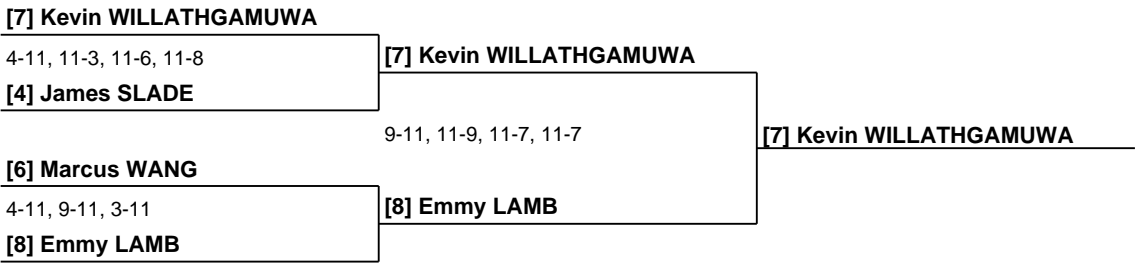 [7] Kevin WILLATHGAMUWA
4-11, 11-3, 11-6, 11-8
[7] Kevin WILLATHGAMUWA
[4] James SLADE
9-11, 11-9, 11-7, 11-7
[7] Kevin WILLATHGAMUWA
[6] Marcus WANG
4-11, 9-11, 3-11
[8] Emmy LAMB
[8] Emmy LAMB